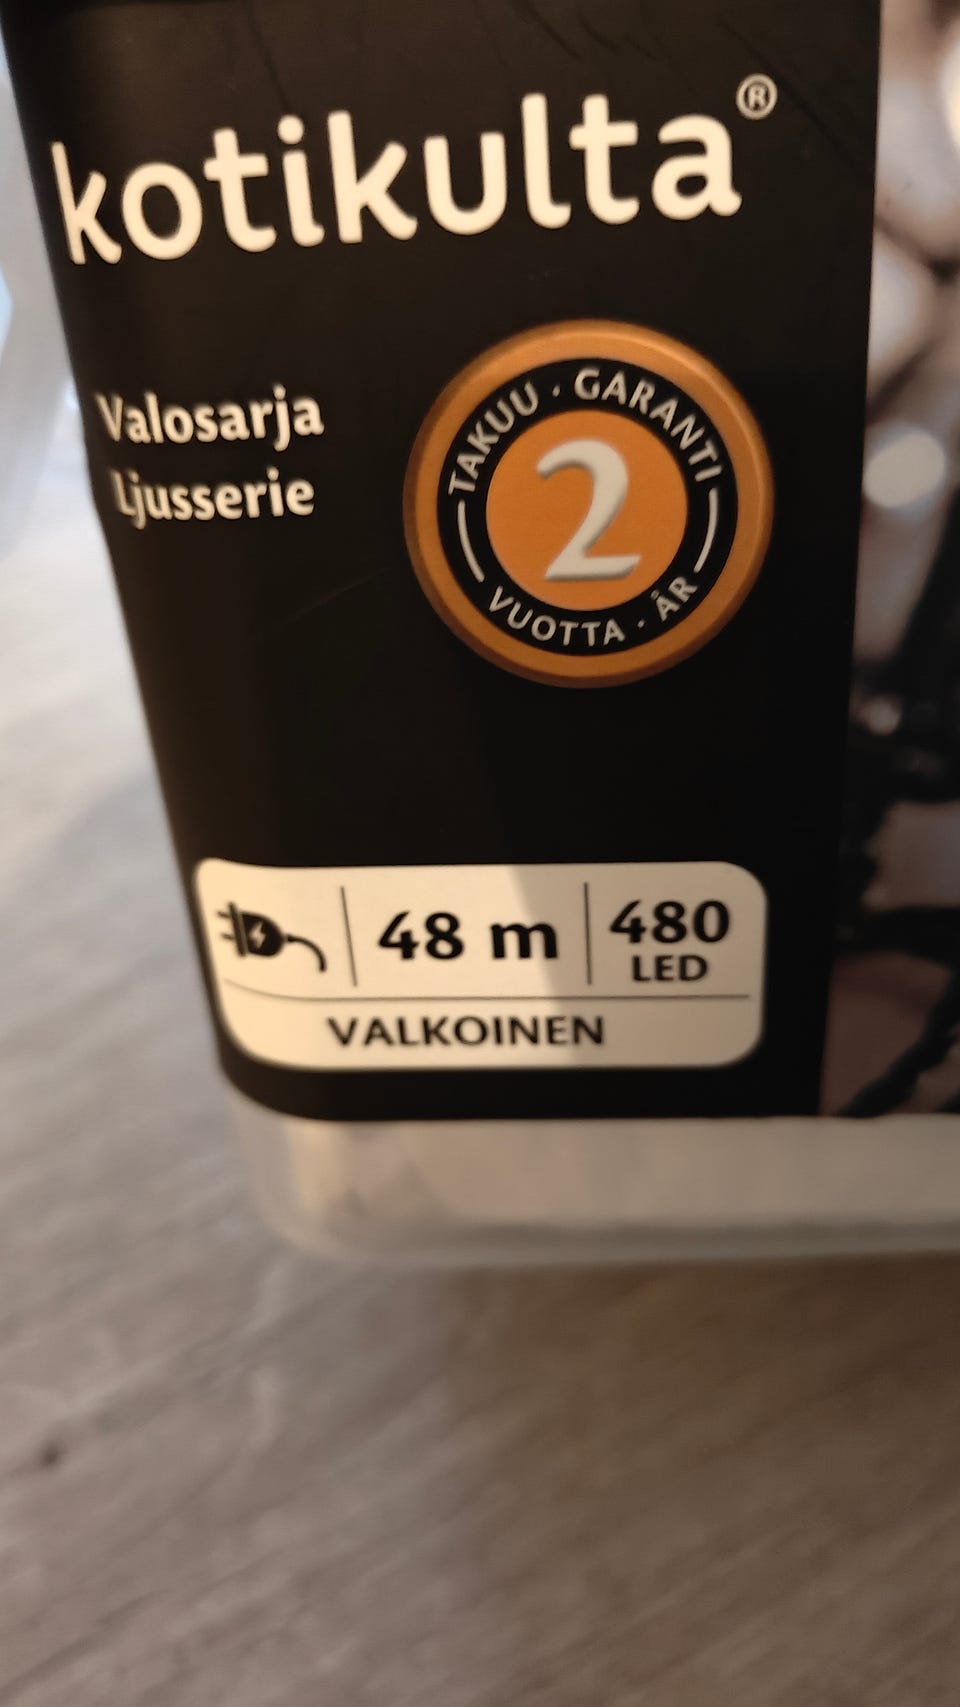 kotikulta®
Valosarja
Ljusserie
TAKUU · GARANTI
2
VUOTTA · ÅR
48 m
480
LED
VALKOINEN